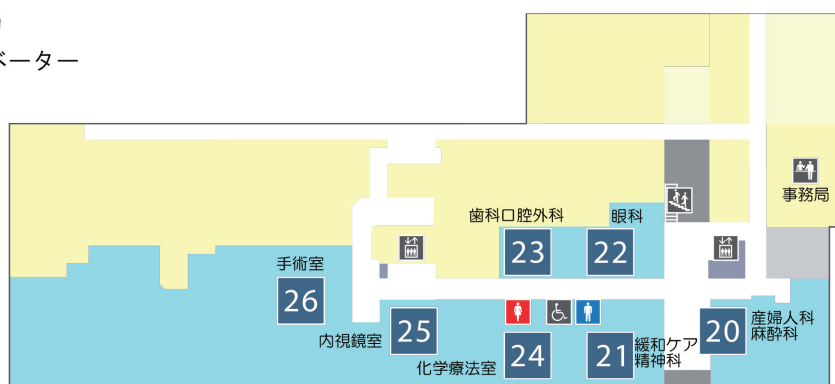 ベーター
事務局
歯科口腔外科
眼科
23
22
手術室
26
内視鏡室
25
化学療法室
24
21
緩和ケア
精神科
20
産婦人科
麻酔科